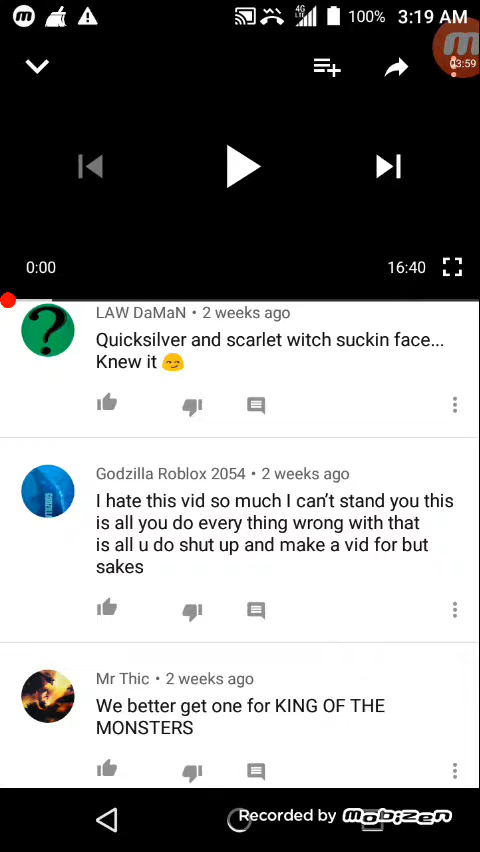 4G
LTE
100% 3:19 AM
03:59
0:00
16:40
LAW DaMaN • 2 weeks ago
Quicksilver and scarlet witch suckin face...
Knew it 😏
Godzilla Roblox 2054 • 2 weeks ago
I hate this vid so much I can’t stand you this
is all you do every thing wrong with that
is all u do shut up and make a vid for but
sakes
Mr Thic • 2 weeks ago
We better get one for KING OF THE
MONSTERS
Recorded by Mobizen